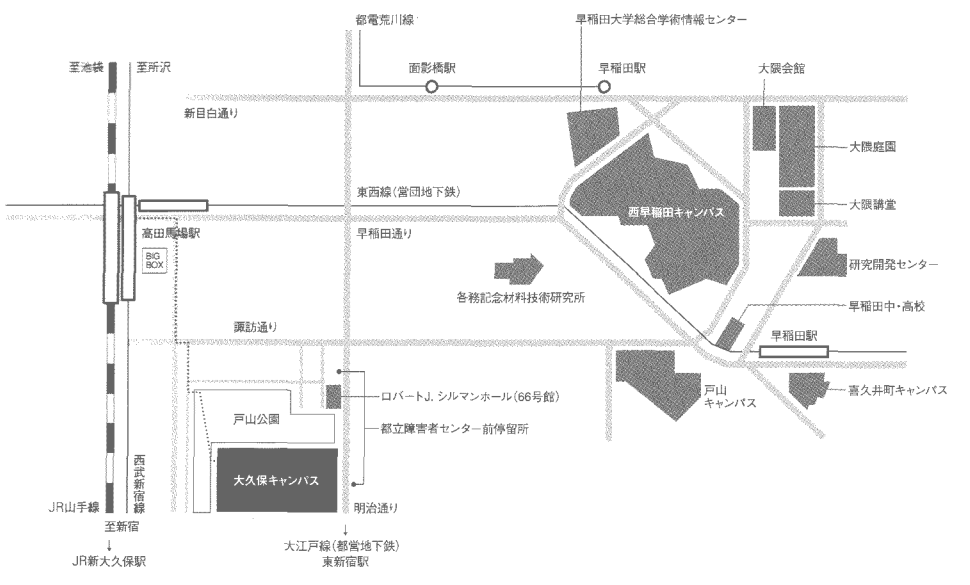 都電荒川線
早稲田大学総合学術情報センター
至池袋
至所沢
面影橋駅
早稲田駅
大隈会館
新目白通り
大隈庭園
東西線(営団地下鉄)
西早稲田キャンパス
大隈講堂
高田馬場駅
早稲田通り
BIG
BOX
研究開発センター
各務記念材料技術研究所
早稲田中・高校
諏訪通り
早稲田駅
戸山
キャンパス
喜久井町キャンパス
ロバートJ. シルマンホール(66号館)
戸山公園
都立障害者センター前停留所
西武新宿線
大久保キャンパス
JR山手線
明治通り
至新宿
JR新大久保駅
大江戸線(都営地下鉄)
東新宿駅